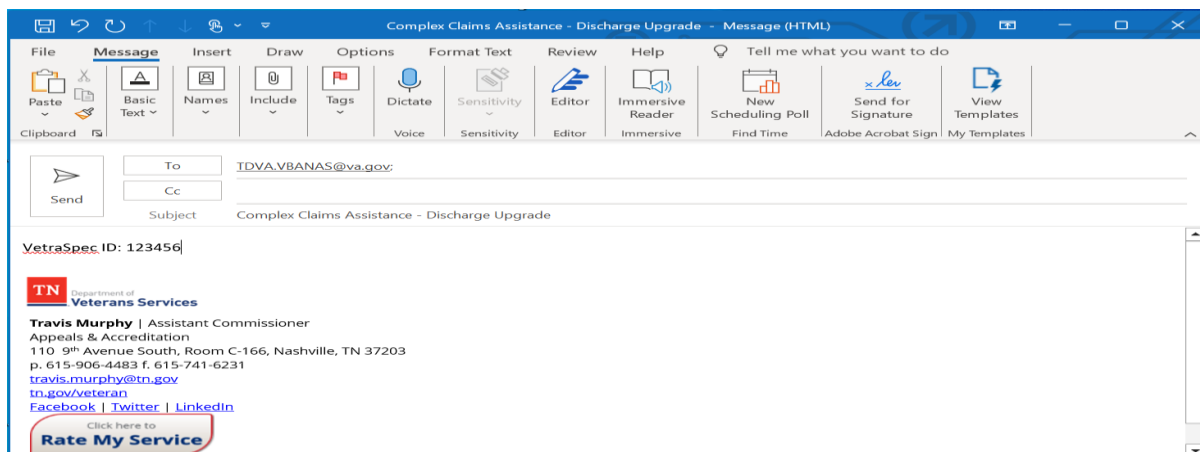 Complex Claims Assistance - Discharge Upgrade - Message (HTML)
File Message Insert Draw Options Format Text Review Help Tell me what you want to do
Paste Basic Text Names Include Tags Dictate Sensitivity Editor Immersive Reader New Scheduling Poll Send for Signature View Templates
Clipboard Voice Sensitivity Editor Immersive Find Time Adobe Acrobat Sign My Templates
Send
To TDVA.VBANAS@va.gov;
Cc
Subject Complex Claims Assistance - Discharge Upgrade
VetraSpec ID: 123456
TN Department of
Veterans Services
Travis Murphy | Assistant Commissioner
Appeals & Accreditation
110 9th Avenue South, Room C-166, Nashville, TN 37203
p. 615-906-4483 f. 615-741-6231
travis.murphy@tn.gov
tn.gov/veteran
Facebook | Twitter | LinkedIn
Click here to
Rate My Service